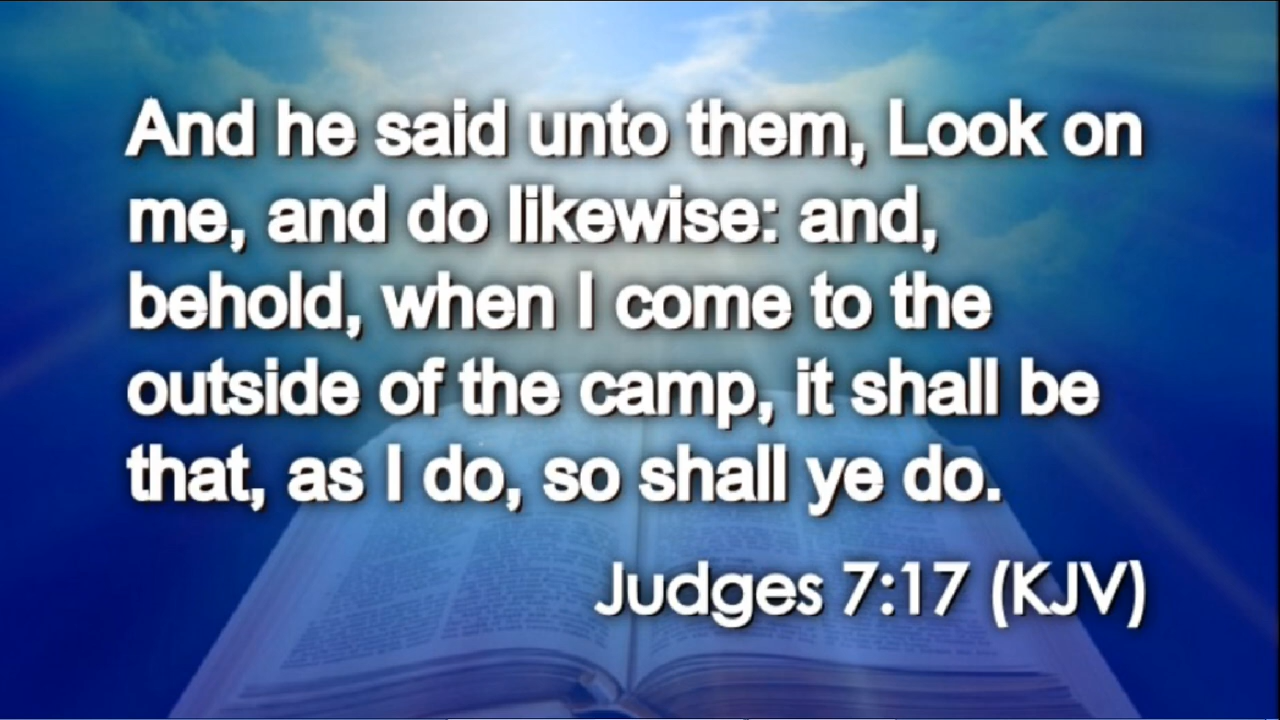 And he said unto them, Look on
me, and do likewise: and,
behold, when I come to the
outside of the camp, it shall be
that, as I do, so shall ye do.
Judges 7:17 (KJV)